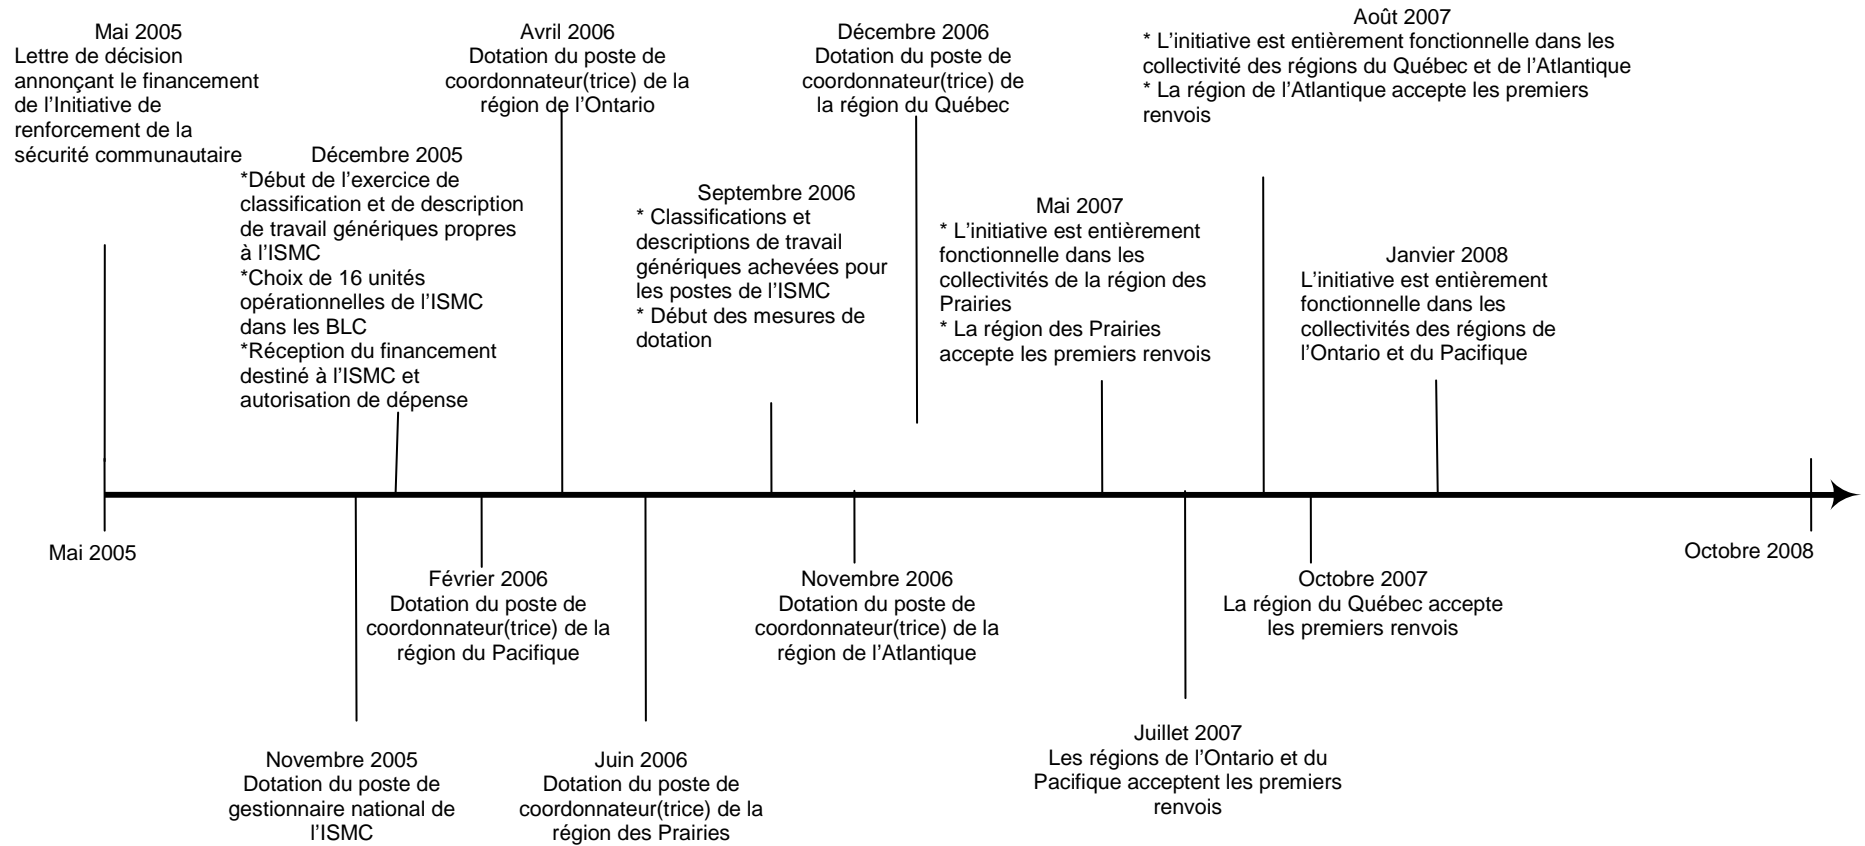 Mai 2005
Lettre de décision
annonçant le financement
de l'Initiative de
renforcement de la
sécurité communautaire
Décembre 2005
*Début de l'exercice de
classification et de description
de travail génériques propres
à l'ISMC
*Choix de 16 unités
opérationnelles de l'ISMC
dans les BLC
*Réception du financement
destiné à l'ISMC et
autorisation de dépense
Avril 2006
Dotation du poste de
coordonnateur(trice) de la
région de l'Ontario
Septembre 2006
* Classifications et
descriptions de travail
génériques achevées pour
les postes de l'ISMC
* Début des mesures de
dotation
Décembre 2006
Dotation du poste de
coordonnateur(trice) de
la région du Québec
Mai 2007
* L'initiative est entièrement
fonctionnelle dans les
collectivités de la région des
Prairies
* La région des Prairies
accepte les premiers renvois
Août 2007
* L'initiative est entièrement fonctionnelle dans les
collectivité des régions du Québec et de l'Atlantique
* La région de l'Atlantique accepte les premiers
renvois
Janvier 2008
L'initiative est entièrement
fonctionnelle dans les
collectivités des régions de
l'Ontario et du Pacifique
Mai 2005
Octobre 2008
Novembre 2005
Dotation du poste de
gestionnaire national de
l'ISMC
Février 2006
Dotation du poste de
coordonnateur(trice) de la
région du Pacifique
Juin 2006
Dotation du poste de
coordonnateur(trice) de la
région des Prairies
Novembre 2006
Dotation du poste de
coordonnateur(trice) de la
région de l'Atlantique
Juillet 2007
Les régions de l'Ontario et du
Pacifique acceptent les premiers
renvois
Octobre 2007
La région du Québec accepte
les premiers renvois